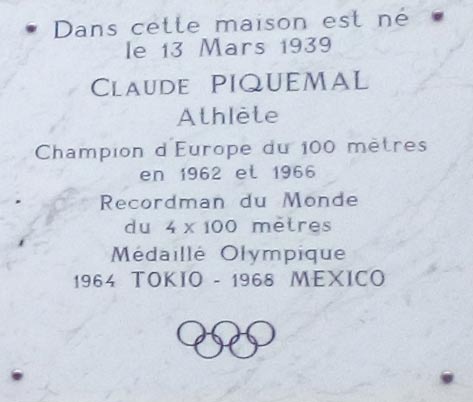 Dans cette maison est né
le 13 Mars 1939
CLAUDE PIQUEMAL
Athlète
Champion d'Europe du 100 mètres
en 1962 et 1966
Recordman du Monde
du 4 x 100 mètres
Médaillé Olympique
1964 TOKIO - 1968 MEXICO